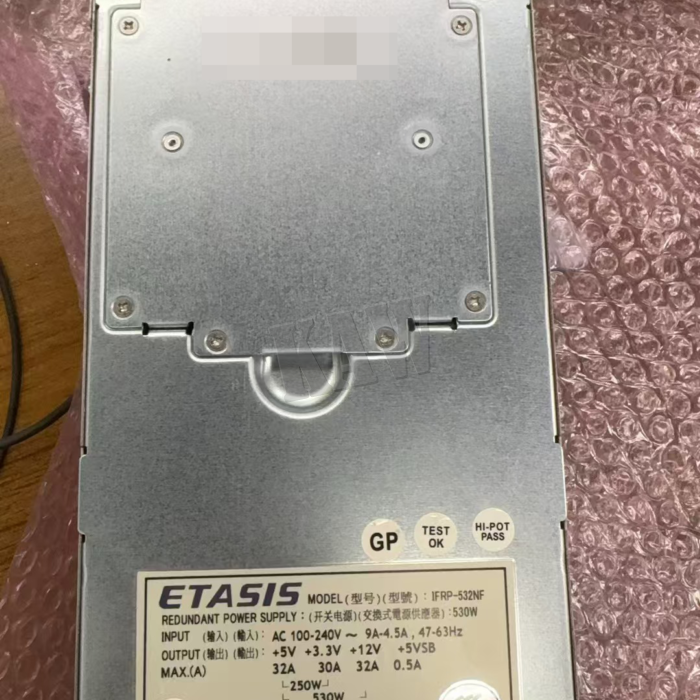 GP
TEST
OK
HI-POT
PASS
ETASIS MODEL(型号)(型號) : IFRP-532NF
REDUNDANT POWER SUPPLY : (开关电源)(交換式電源供應器) :530W
INPUT (输入) (輸入) : AC 100-240V ~ 9A-4.5A , 47-63Hz
OUTPUT(输出) (輸出) : +5V +3.3V +12V +5VSB
MAX.(A) 32A 30A 32A 0.5A
250W
530W